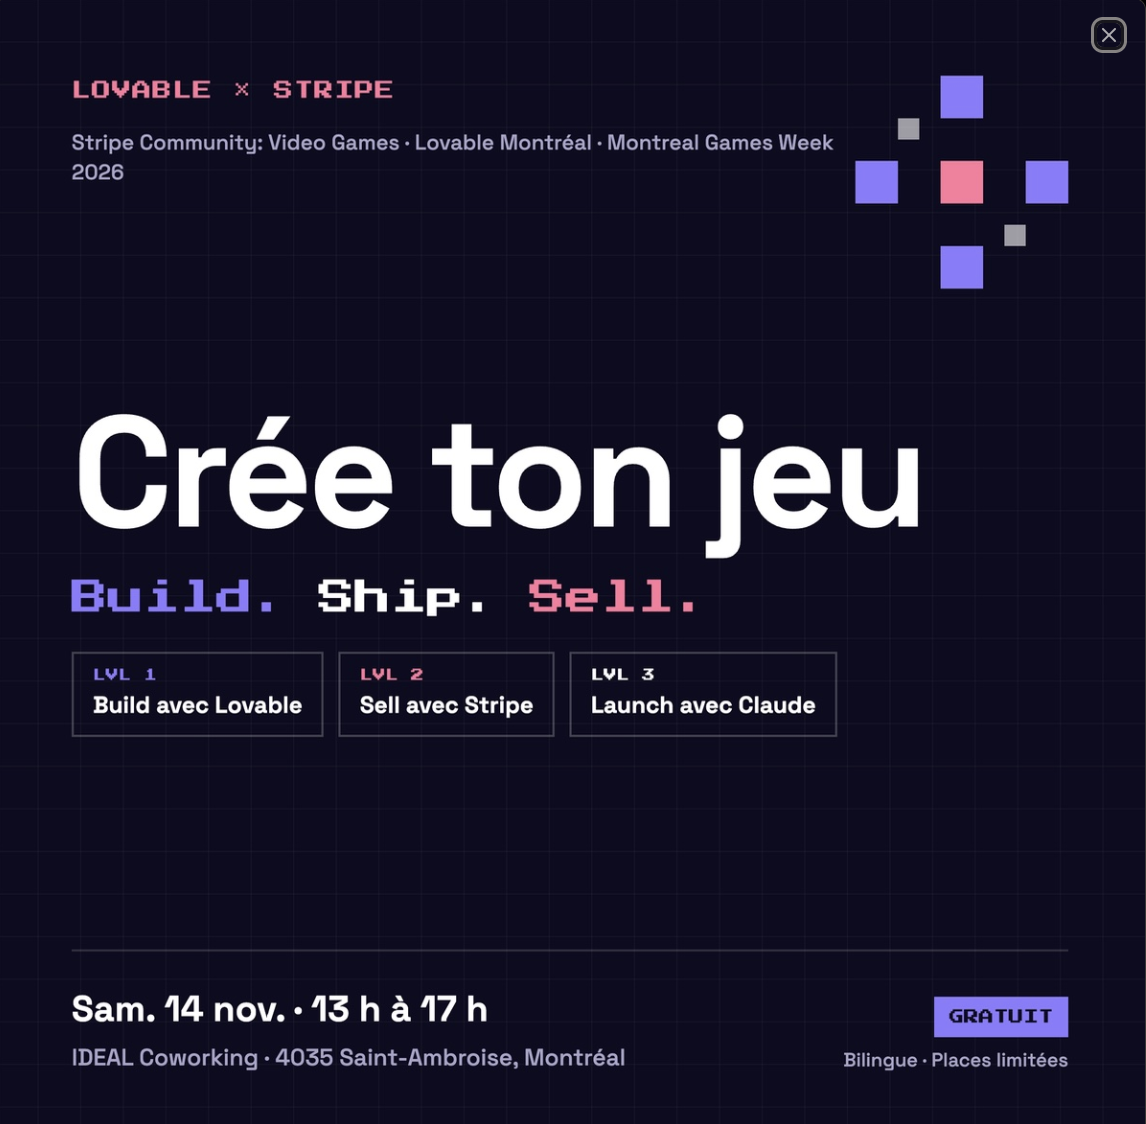 LOVABLE × STRIPE
Stripe Community: Video Games · Lovable Montréal · Montreal Games Week
2026
Crée ton jeu
Build. Ship. Sell.
LVL 1
Build avec Lovable
LVL 2
Sell avec Stripe
LVL 3
Launch avec Claude
Sam. 14 nov. · 13 h à 17 h
IDEAL Coworking · 4035 Saint-Ambroise, Montréal
GRATUIT
Bilingue · Places limitées